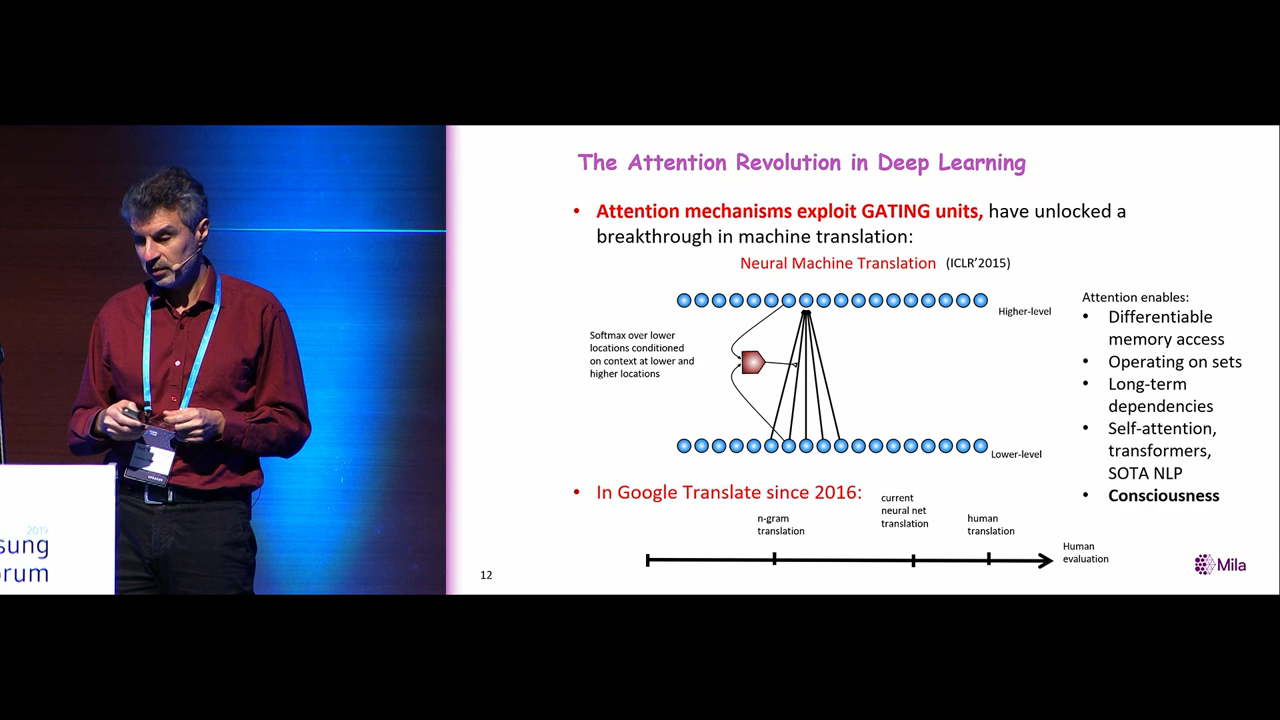 The Attention Revolution in Deep Learning
• Attention mechanisms exploit GATING units, have unlocked a
breakthrough in machine translation:
Neural Machine Translation (ICLR'2015)
Higher-level
Softmax over lower
locations conditioned
on context at lower and
higher locations
Lower-level
Attention enables:
• Differentiable
memory access
• Operating on sets
• Long-term
dependencies
• Self-attention,
transformers,
SOTA NLP
• Consciousness
• In Google Translate since 2016:
n-gram
translation
current
neural net
translation
human
translation
Human
evaluation
12
Mila
2019
sung
orum